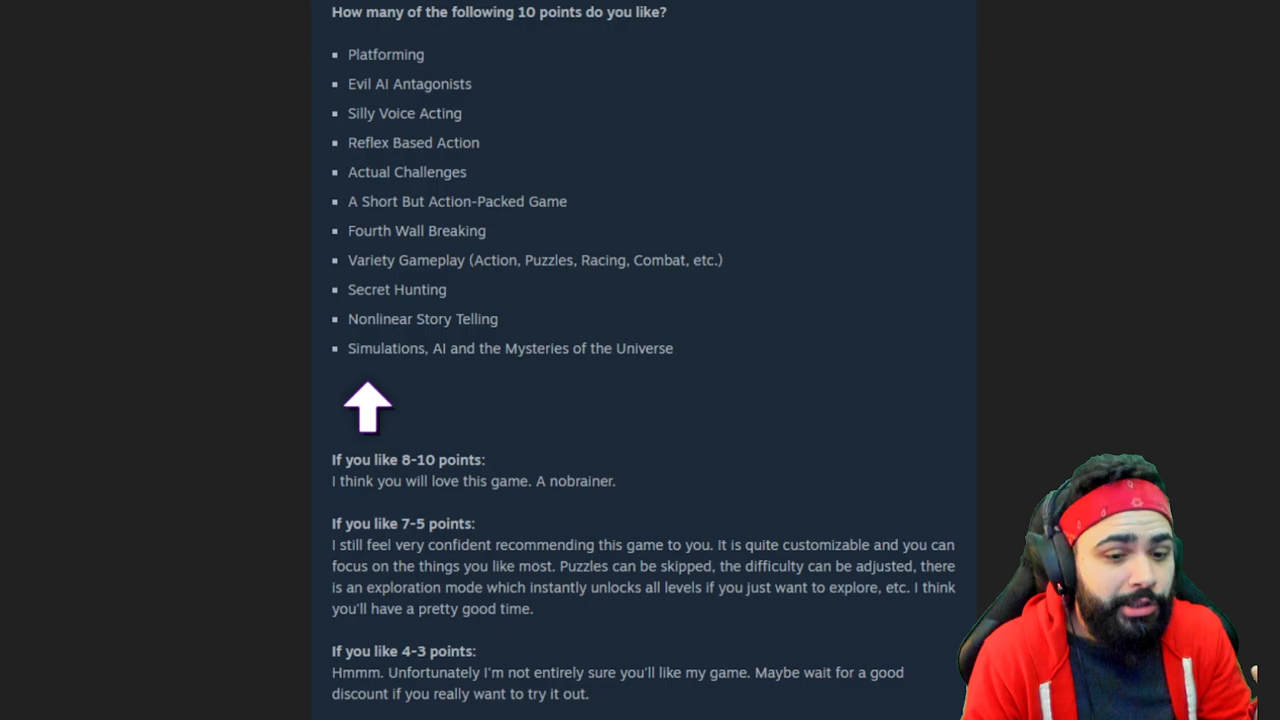 How many of the following 10 points do you like?
Platforming
Evil AI Antagonists
Silly Voice Acting
Reflex Based Action
Actual Challenges
A Short But Action-Packed Game
Fourth Wall Breaking
Variety Gameplay (Action, Puzzles, Racing, Combat, etc.)
Secret Hunting
Nonlinear Story Telling
Simulations, AI and the Mysteries of the Universe
If you like 8-10 points:
I think you will love this game. A nobrainer.
If you like 7-5 points:
I still feel very confident recommending this game to you. It is quite customizable and you can
focus on the things you like most. Puzzles can be skipped, the difficulty can be adjusted, there
is an exploration mode which instantly unlocks all levels if you just want to explore, etc. I think
you'll have a pretty good time.
If you like 4-3 points:
Hmmm. Unfortunately I'm not entirely sure you'll like my game. Maybe wait for a good
discount if you really want to try it out.